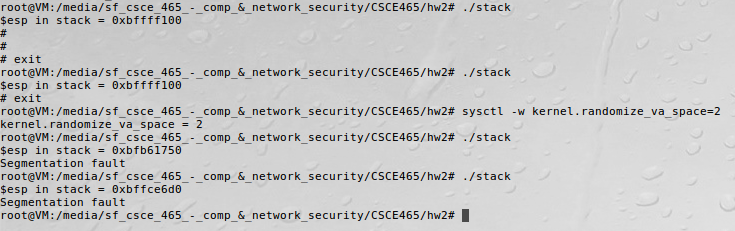 root@VM:/media/sf_csce_465_-_comp_&_network_security/CSCE465/hw2# ./stack
$esp in stack = 0xbffff100
#
#
# exit
root@VM:/media/sf_csce_465_-_comp_&_network_security/CSCE465/hw2# ./stack
$esp in stack = 0xbffff100
# exit
root@VM:/media/sf_csce_465_-_comp_&_network_security/CSCE465/hw2# sysctl -w kernel.randomize_va_space=2
kernel.randomize_va_space = 2
root@VM:/media/sf_csce_465_-_comp_&_network_security/CSCE465/hw2# ./stack
$esp in stack = 0xbfb61750
Segmentation fault
root@VM:/media/sf_csce_465_-_comp_&_network_security/CSCE465/hw2# ./stack
$esp in stack = 0xbffce6d0
Segmentation fault
root@VM:/media/sf_csce_465_-_comp_&_network_security/CSCE465/hw2#